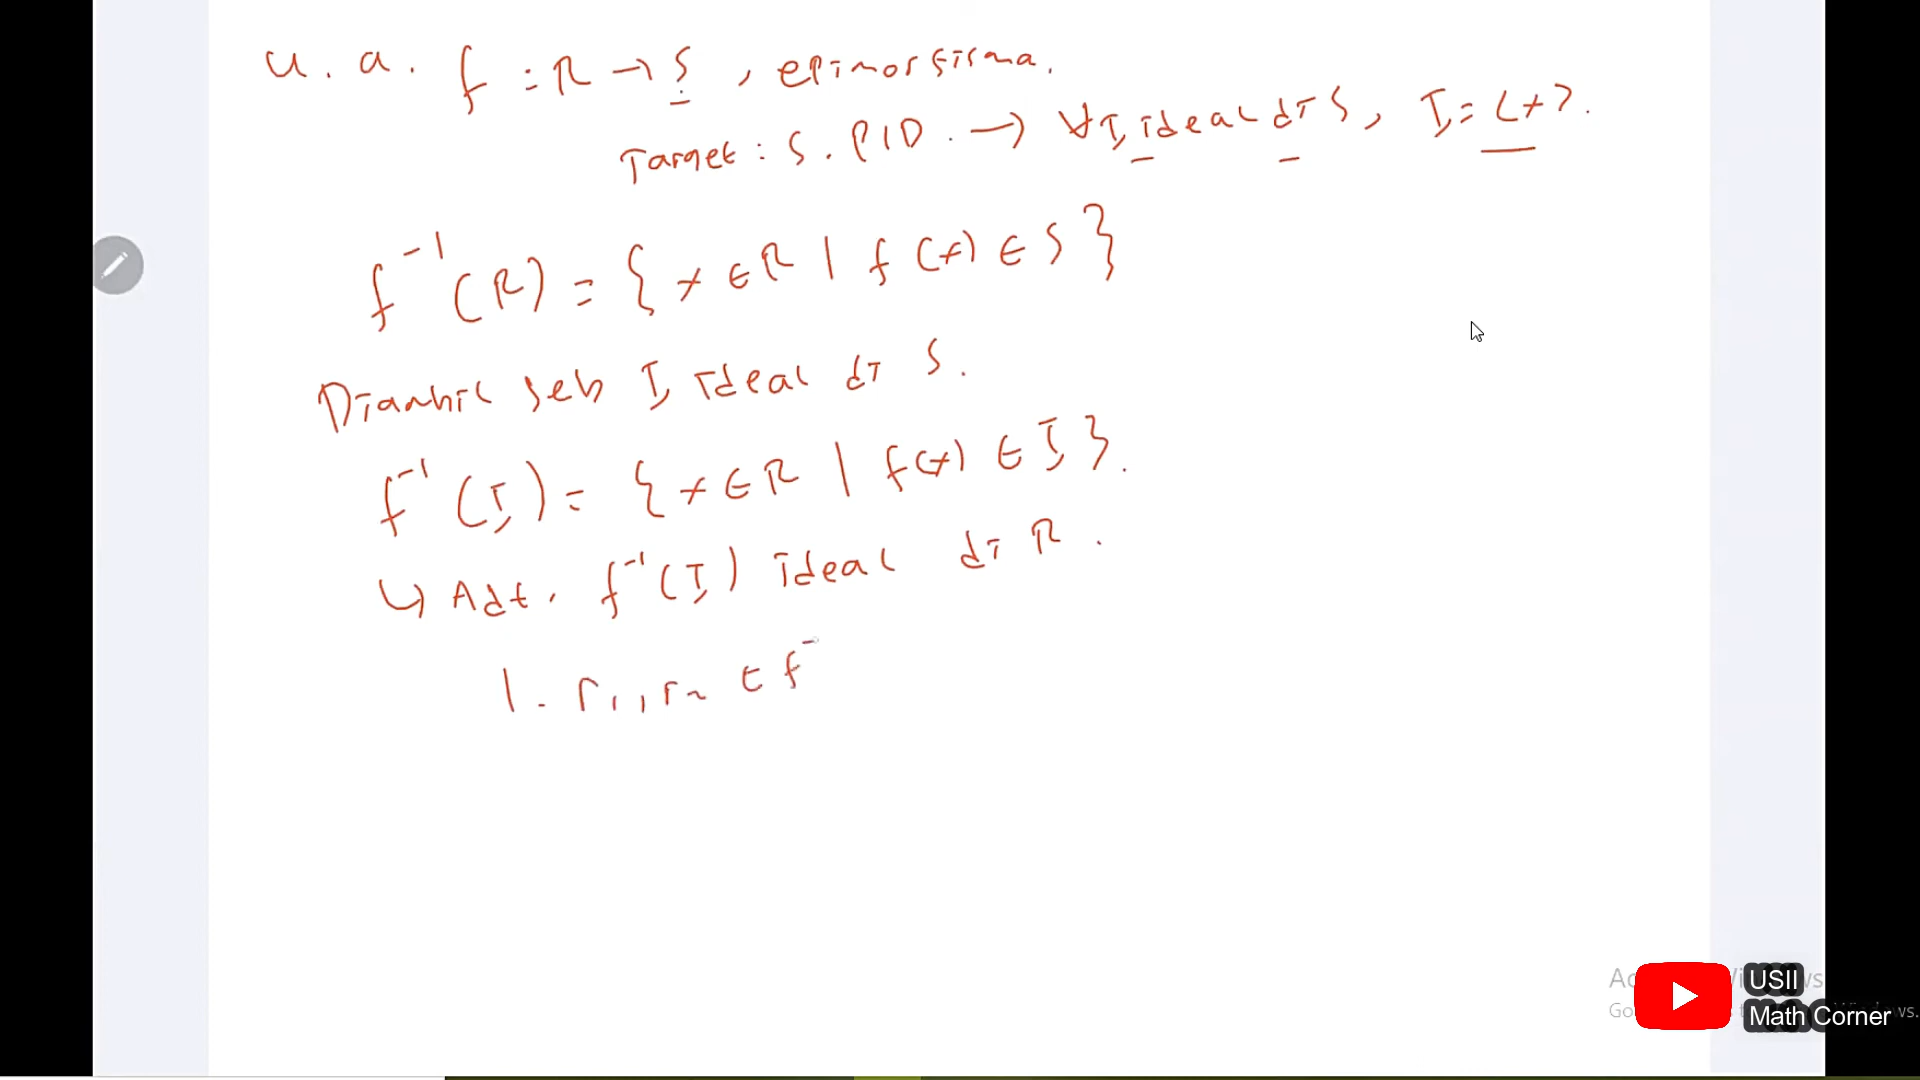 u. a. f : R → S , epimorfisma.
Target : S. PID. → ∀ I, ideal di S, I = <x>.
f⁻¹(R) = { x ∈ R | f(x) ∈ S }
Diambil seb I, ideal di S.
f⁻¹(I) = { x ∈ R | f(x) ∈ I }.
↳ Adt. f⁻¹(I) ideal di R.
1. r₁, r₂ ∈ f⁻
USII
Math Corner